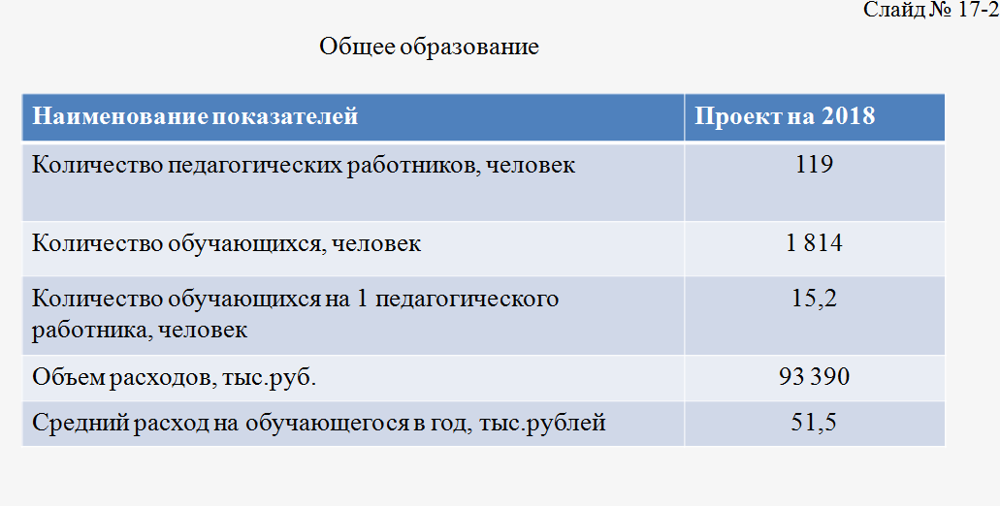 Слайд № 17-2
Общее образование
Наименование показателей Проект на 2018
Количество педагогических работников, человек 119
Количество обучающихся, человек 1 814
Количество обучающихся на 1 педагогического 15,2
работника, человек
Объем расходов, тыс.руб. 93 390
Средний расход на обучающегося в год, тыс.рублей 51,5